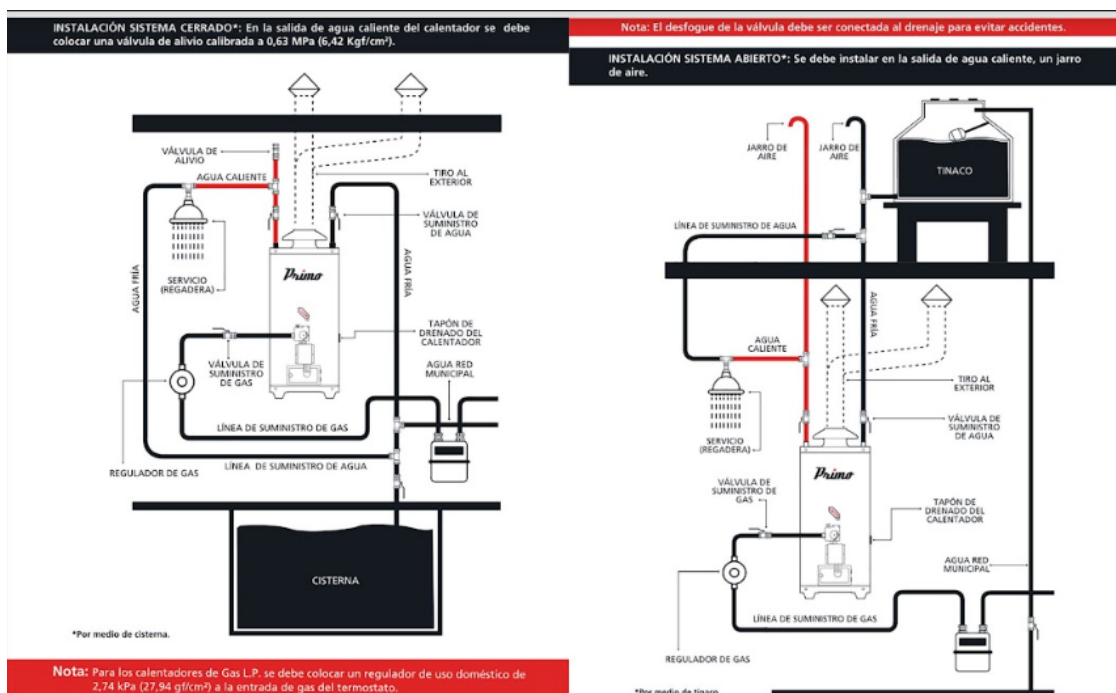 INSTALACIÓN SISTEMA CERRADO*: En la salida de agua caliente del calentador se debe
colocar una válvula de alivio calibrada a 0,63 MPa (6,42 Kgf/cm²).
VÁLVULA DE
ALIVIO
AGUA CALIENTE
TIRO AL
EXTERIOR
VÁLVULA DE
SUMINISTRO
DE AGUA
AGUA FRÍA
SERVICIO
(REGADERA)
Primo
AGUA FRÍA
TAPÓN DE
DRENADO DEL
CALENTADOR
VÁLVULA DE
SUMINISTRO
DE GAS
AGUA RED
MUNICIPAL
LÍNEA DE SUMINISTRO DE GAS
LÍNEA DE SUMINISTRO DE AGUA
REGULADOR DE GAS
CISTERNA
*Por medio de cisterna.
Nota: Para los calentadores de Gas L.P. se debe colocar un regulador de uso doméstico de
2,74 kPa (27,94 gf/cm²) a la entrada de gas del termostato.
Nota: El desfogue de la válvula debe ser conectada al drenaje para evitar accidentes.
INSTALACIÓN SISTEMA ABIERTO*: Se debe instalar en la salida de agua caliente, un jarro
de aire.
JARRO DE
AIRE
JARRO DE
AIRE
TINACO
LÍNEA DE SUMINISTRO DE AGUA
AGUA FRÍA
AGUA
CALIENTE
TIRO AL
EXTERIOR
SERVICIO
(REGADERA)
VÁLVULA DE
SUMINISTRO
DE AGUA
Primo
VÁLVULA DE
SUMINISTRO DE
GAS
TAPÓN DE
DRENADO DEL
CALENTADOR
AGUA RED
MUNICIPAL
LÍNEA DE SUMINISTRO DE GAS
REGULADOR DE GAS
*Por medio de tinaco.